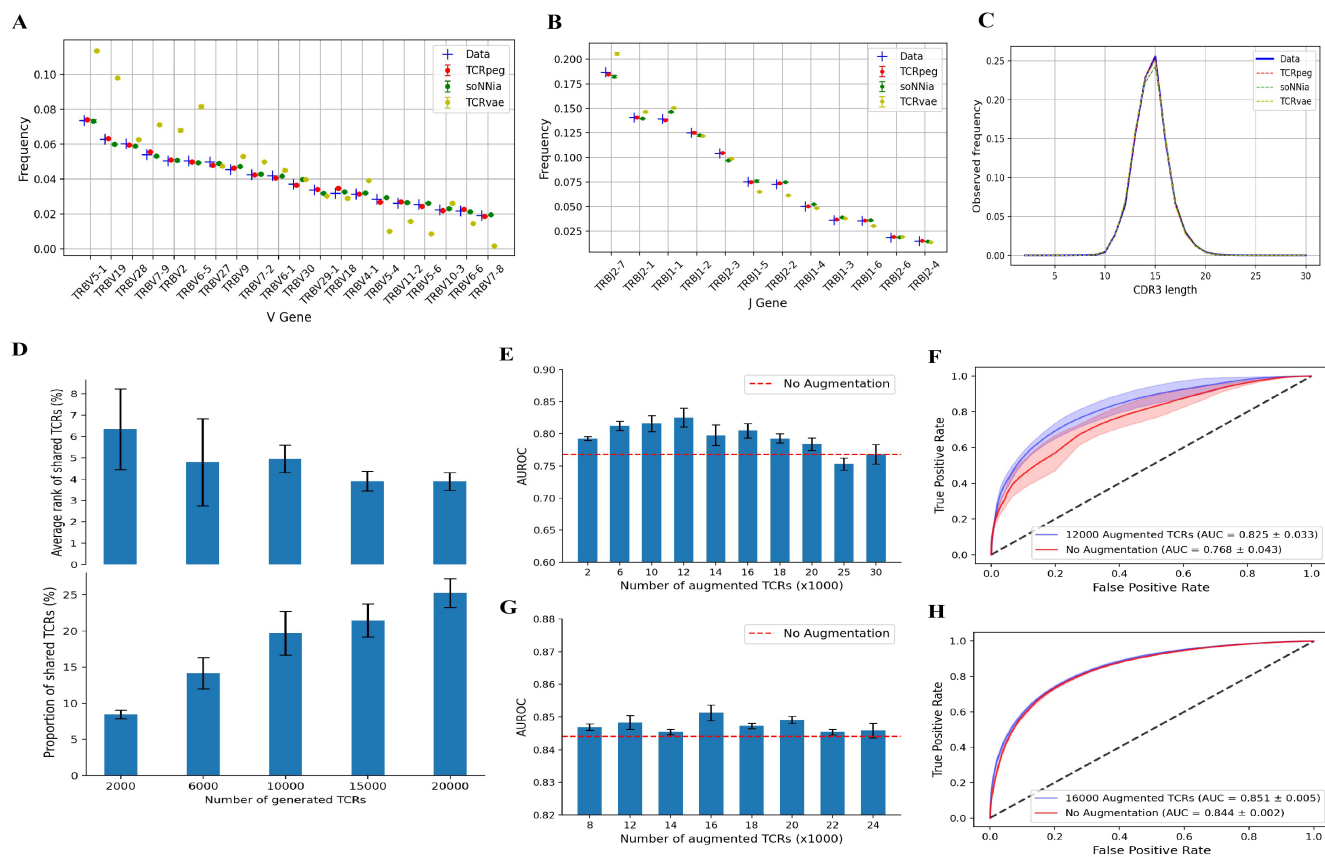 A
Data
TCRpeg
soNNia
TCRvae
0.10
0.08
0.06
0.04
0.02
0.00
Frequency
TRBV5-1
TRBV19
TRBV28
TRBV7-9
TRBV2
TRBV6-5
TRBV27
TRBV9
TRBV7-2
TRBV6-1
TRBV30
TRBV29-1
TRBV18
TRBV4-1
TRBV5-4
TRBV11-2
TRBV5-6
TRBV10-3
TRBV6-6
TRBV7-8
V Gene
B
Data
TCRpeg
soNNia
TCRvae
0.200
0.175
0.150
0.125
0.100
0.075
0.050
0.025
Frequency
TRBJ2-7
TRBJ2-1
TRBJ1-1
TRBJ1-2
TRBJ2-3
TRBJ1-5
TRBJ2-2
TRBJ1-4
TRBJ1-3
TRBJ1-6
TRBJ2-6
TRBJ2-4
J Gene
C
Data
TCRpeg
soNNia
TCRvae
0.25
0.20
0.15
0.10
0.05
0.00
Observed frequency
5 10 15 20 25 30
CDR3 length
D
8
7
6
5
4
3
2
1
0
Average rank of shared TCRs (%)
25
20
15
10
5
0
Proportion of shared TCRs (%)
2000 6000 10000 15000 20000
Number of generated TCRs
E
No Augmentation
0.90
0.85
0.80
0.75
0.70
0.65
0.60
AUROC
2 6 10 12 14 16 18 20 25 30
Number of augmented TCRs (x1000)
F
1.0
0.8
0.6
0.4
0.2
0.0
True Positive Rate
12000 Augmented TCRs (AUC = 0.825 ± 0.033)
No Augmentation (AUC = 0.768 ± 0.043)
0.0 0.2 0.4 0.6 0.8 1.0
False Positive Rate
G
No Augmentation
0.88
0.87
0.86
0.85
0.84
0.83
0.82
AUROC
8 12 14 16 18 20 22 24
Number of augmented TCRs (x1000)
H
1.0
0.8
0.6
0.4
0.2
0.0
True Positive Rate
16000 Augmented TCRs (AUC = 0.851 ± 0.005)
No Augmentation (AUC = 0.844 ± 0.002)
0.0 0.2 0.4 0.6 0.8 1.0
False Positive Rate